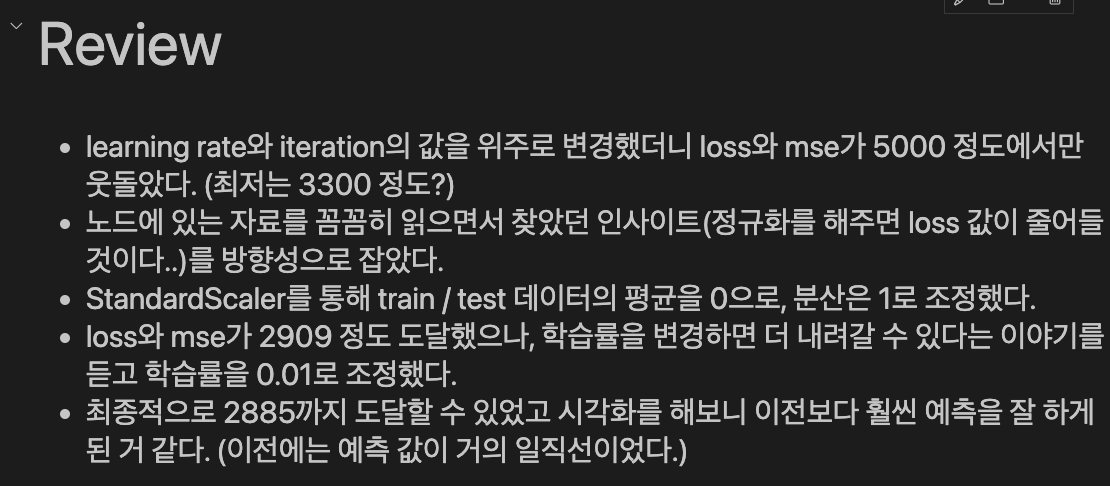 Review
• learning rate와 iteration의 값을 위주로 변경했더니 loss와 mse가 5000 정도에서만
웃돌았다. (최저는 3300 정도?)
• 노드에 있는 자료를 꼼꼼히 읽으면서 찾았던 인사이트(정규화를 해주면 loss 값이 줄어들
것이다..)를 방향성으로 잡았다.
• StandardScaler를 통해 train / test 데이터의 평균을 0으로, 분산은 1로 조정했다.
• loss와 mse가 2909 정도 도달했으나, 학습률을 변경하면 더 내려갈 수 있다는 이야기를
듣고 학습률을 0.01로 조정했다.
• 최종적으로 2885까지 도달할 수 있었고 시각화를 해보니 이전보다 훨씬 예측을 잘 하게
된 거 같다. (이전에는 예측 값이 거의 일직선이었다.)